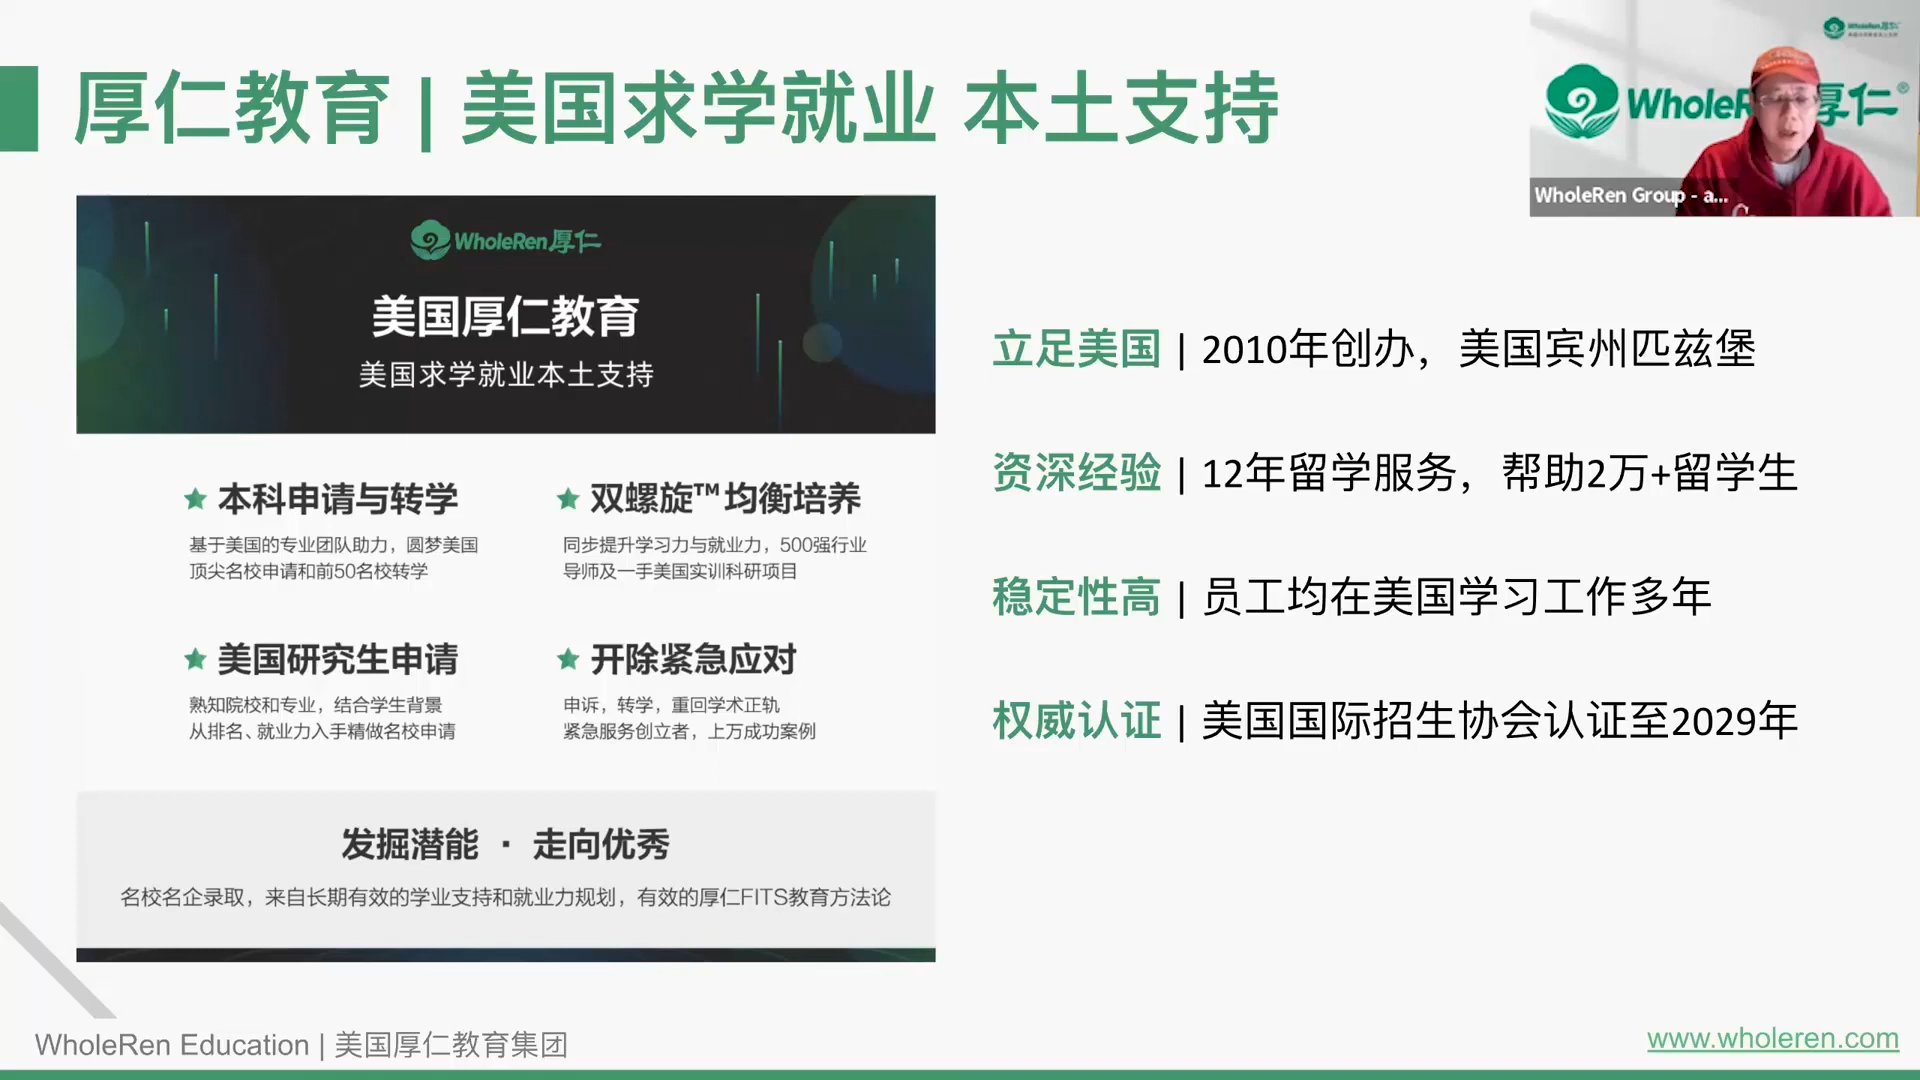 厚仁教育 | 美国求学就业 本土支持
WholeRen厚仁
WholeR 厚仁®
WholeRen Group - a...
WholeRen厚仁
美国厚仁教育
美国求学就业本土支持
本科申请与转学
基于美国的专业团队助力，圆梦美国
顶尖名校申请和前50名校转学
双螺旋™均衡培养
同步提升学习力与就业力，500强行业
导师及一手美国实训科研项目
美国研究生申请
熟知院校和专业，结合学生背景
从排名、就业力入手精做名校申请
开除紧急应对
申诉，转学，重回学术正轨
紧急服务创立者，上万成功案例
发掘潜能 · 走向优秀
名校名企录取，来自长期有效的学业支持和就业力规划，有效的厚仁FITS教育方法论
立足美国 | 2010年创办，美国宾州匹兹堡
资深经验 | 12年留学服务，帮助2万+留学生
稳定性高 | 员工均在美国学习工作多年
权威认证 | 美国国际招生协会认证至2029年
WholeRen Education | 美国厚仁教育集团
www.wholeren.com